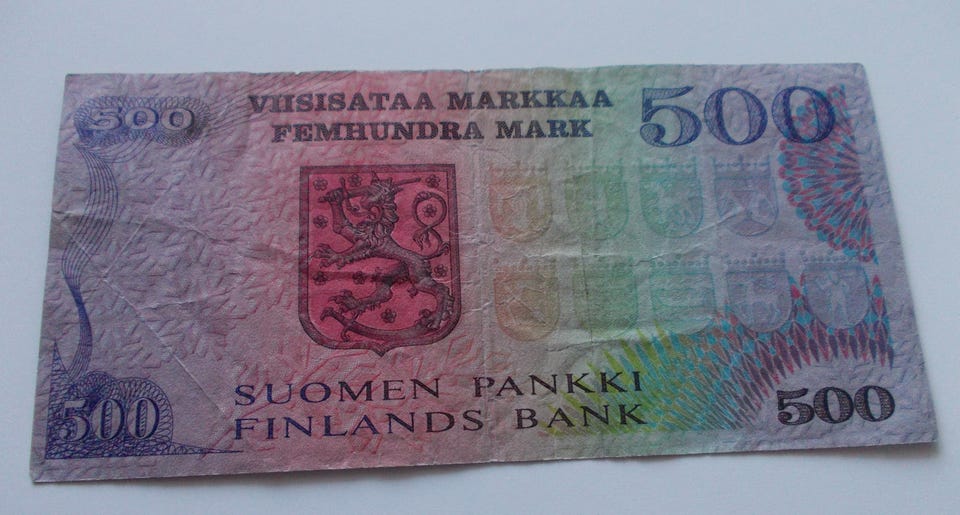 500
VIISISATAA MARKKAA
FEMHUNDRA MARK
500
SUOMEN PANKKI
FINLANDS BANK
500
500